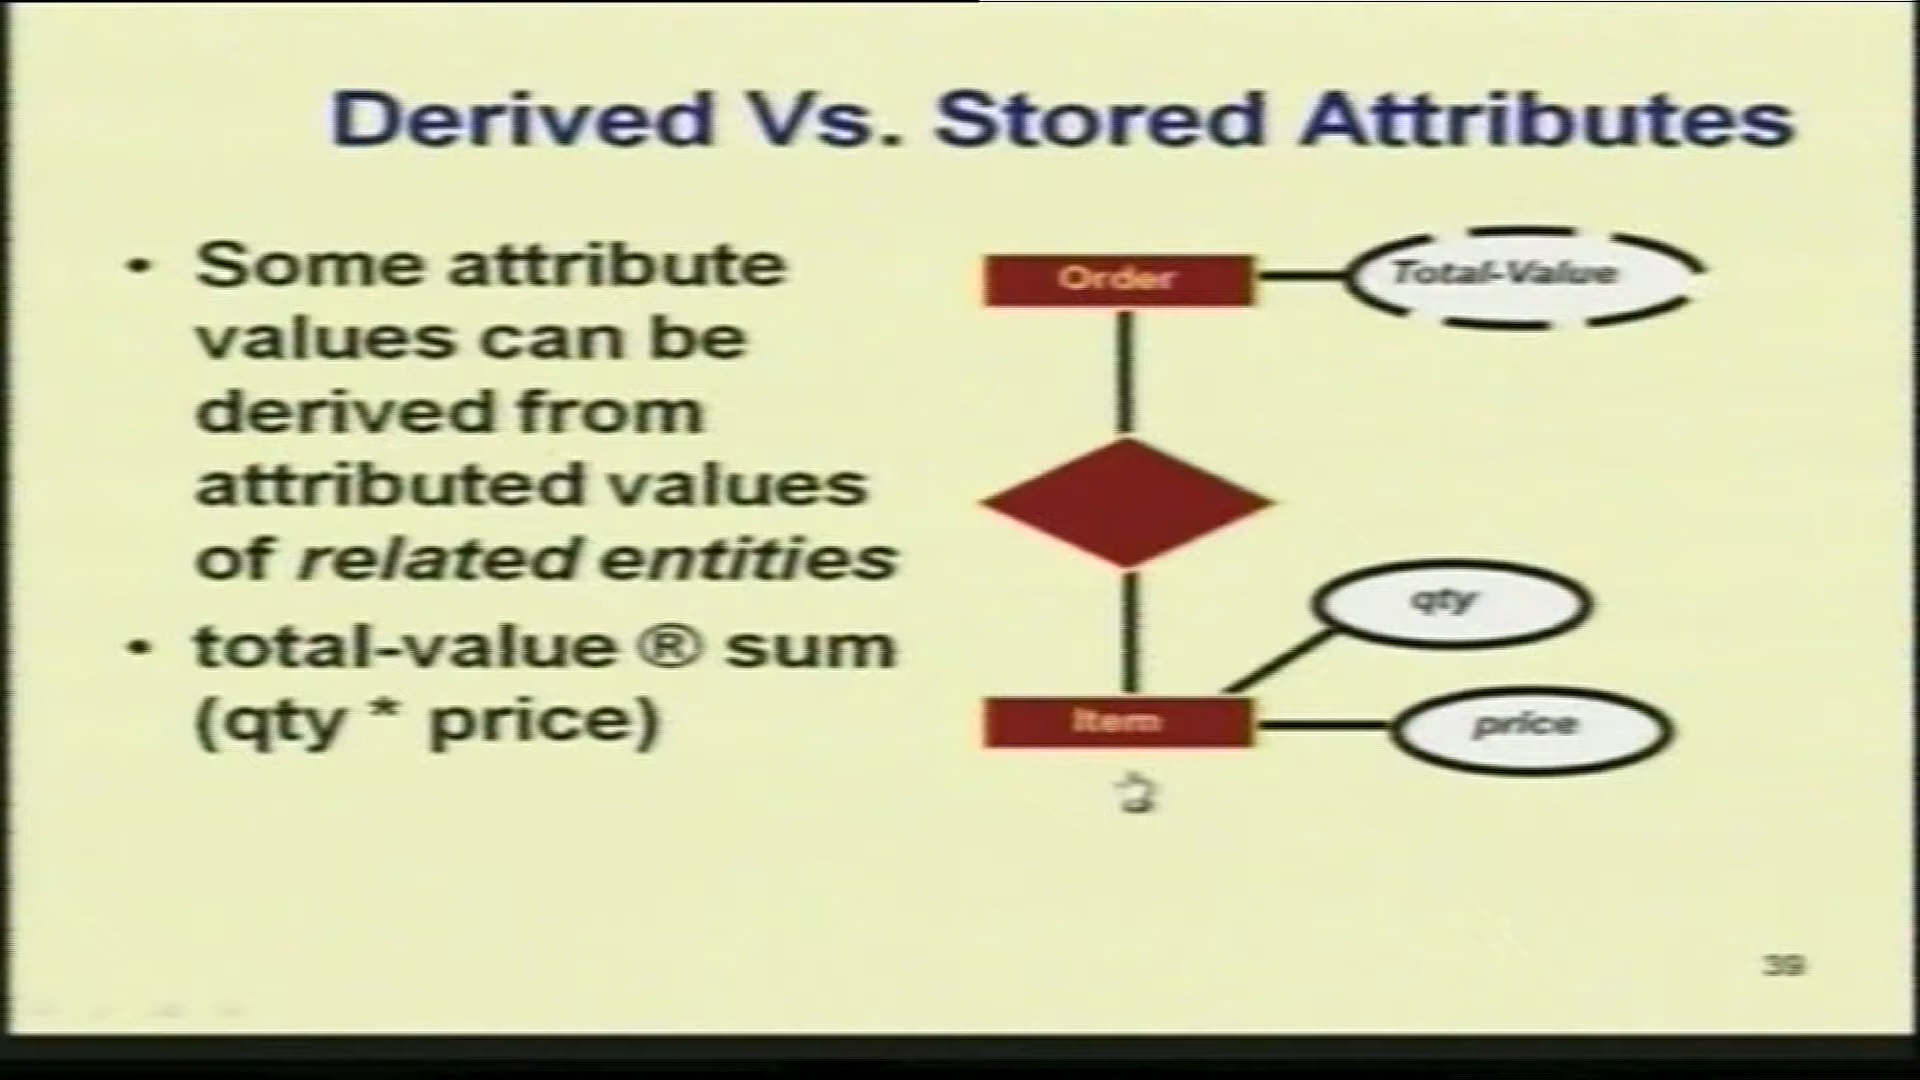 Derived Vs. Stored Attributes
• Some attribute
values can be
derived from
attributed values
of related entities
• total-value ® sum
(qty * price)
Order
Total-Value
qty
Item
price
39